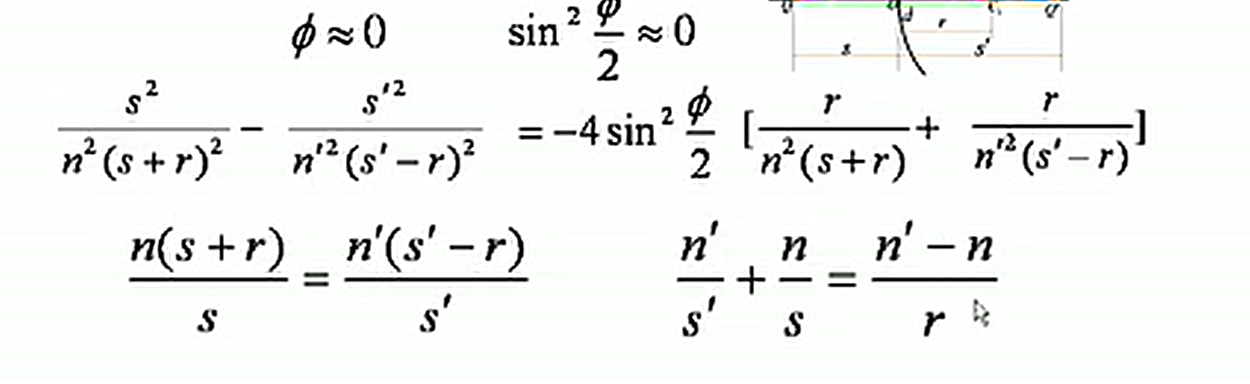 ϕ ≈ 0 sin² φ/2 ≈ 0
r
s s'
s²/n²(s + r)² − s'²/n'²(s' − r)² = −4 sin² ϕ/2 [r/n²(s + r) + r/n'²(s' − r)]
n(s + r)/s = n'(s' − r)/s' n'/s' + n/s = n' − n/r